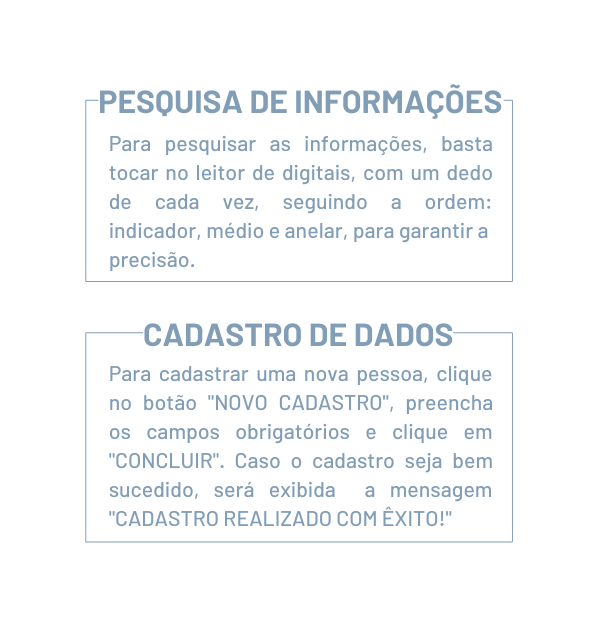 PESQUISA DE INFORMAÇÕES
Para pesquisar as informações, basta
tocar no leitor de digitais, com um dedo
de cada vez, seguindo a ordem:
indicador, médio e anelar, para garantir a
precisão.
CADASTRO DE DADOS
Para cadastrar uma nova pessoa, clique
no botão "NOVO CADASTRO", preencha
os campos obrigatórios e clique em
"CONCLUIR". Caso o cadastro seja bem
sucedido, será exibida a mensagem
"CADASTRO REALIZADO COM ÊXITO!"